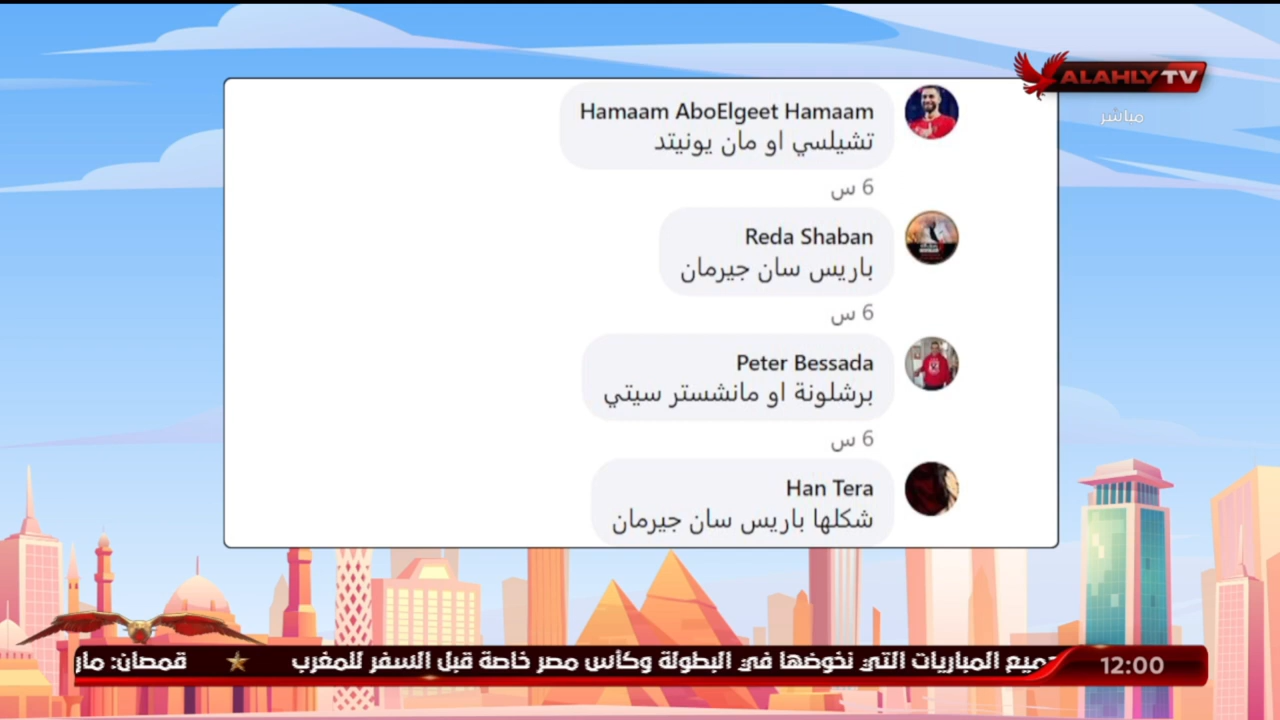 ALAHLY TV
مباشر
Hamaam AboElgeet Hamaam
تشيلسي او مان يونيتد
6 س
Reda Shaban
باريس سان جيرمان
6 س
Peter Bessada
برشلونة او مانشستر سيتي
6 س
Han Tera
شكلها باريس سان جيرمان
12:00
المباريات التي نخوضها في البطولة وكأس مصر خاصة قبل السفر للمغرب ★ قمصان: